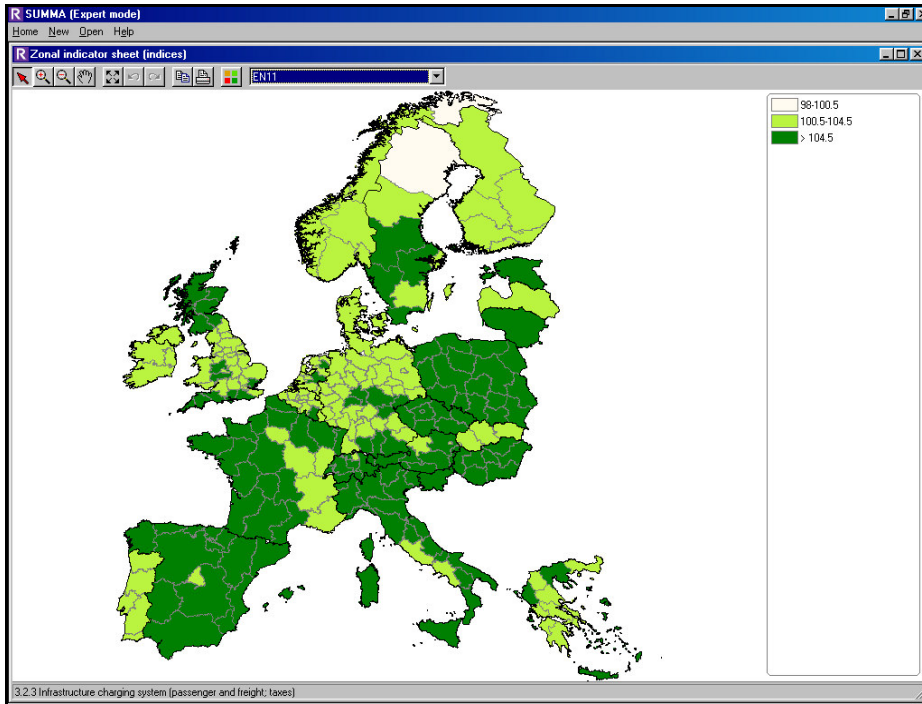 R SUMMA (Expert mode)
Home New Open Help
R Zonal indicator sheet (indices)
EN11
98-100.5
100.5-104.5
> 104.5
3.2.3 Infrastructure charging system (passenger and freight; taxes)